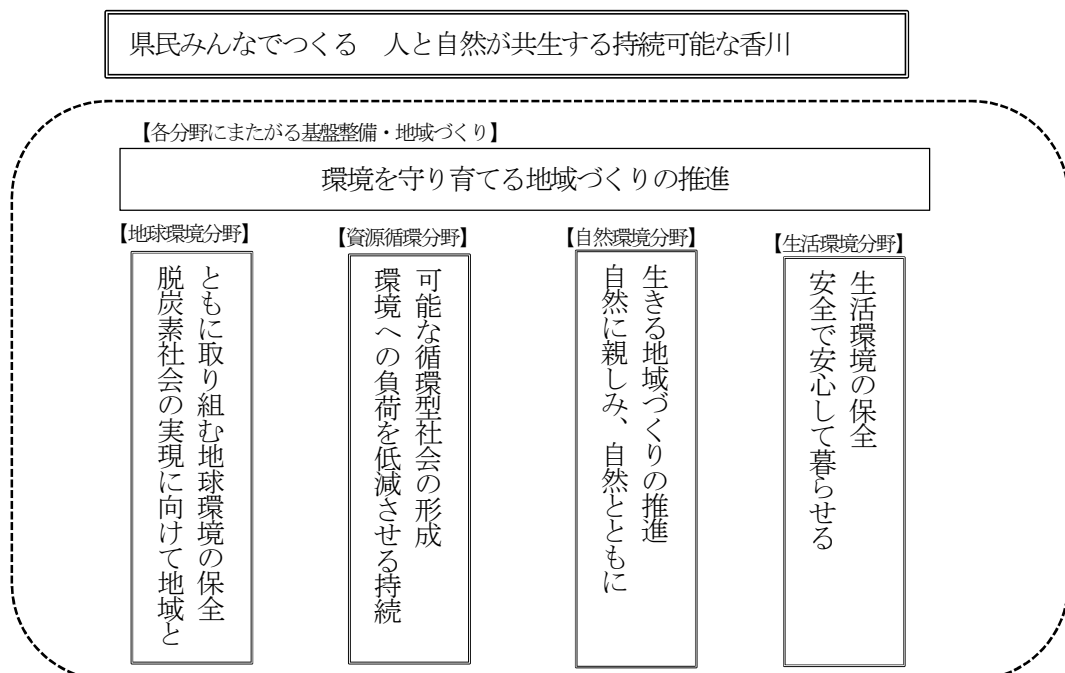 県民みんなでつくる　人と自然が共生する持続可能な香川
【各分野にまたがる基盤整備・地域づくり】
環境を守り育てる地域づくりの推進
【地球環境分野】
脱炭素社会の実現に向けて地域と
ともに取り組む地球環境の保全
【資源循環分野】
環境への負荷を低減させる持続
可能な循環型社会の形成
【自然環境分野】
自然に親しみ、自然とともに
生きる地域づくりの推進
【生活環境分野】
安全で安心して暮らせる
生活環境の保全